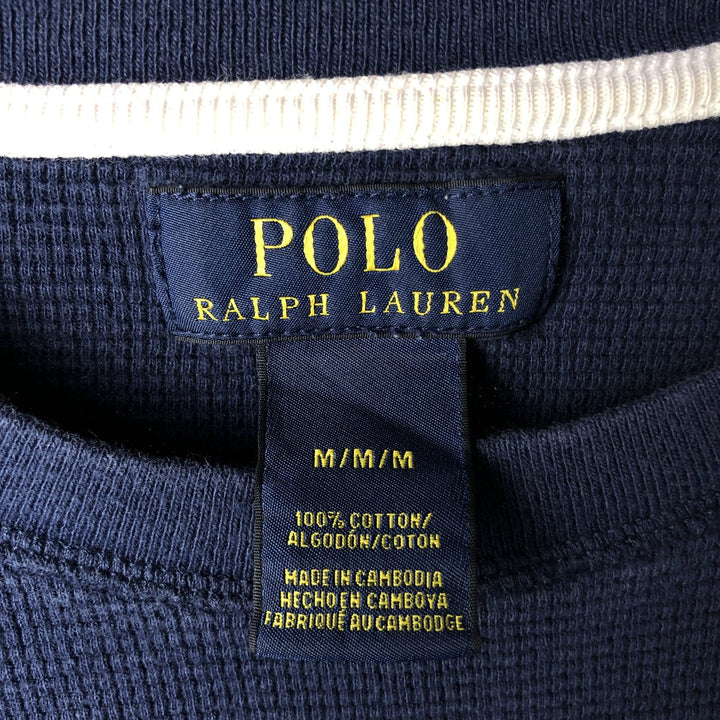 POLO
RALPH LAUREN
M/M/M
100% COTTON/
ALGODÓN/COTON
MADE IN CAMBODIA
HECHO EN CAMBOYA
FABRIQUÉ AU CAMBODGE